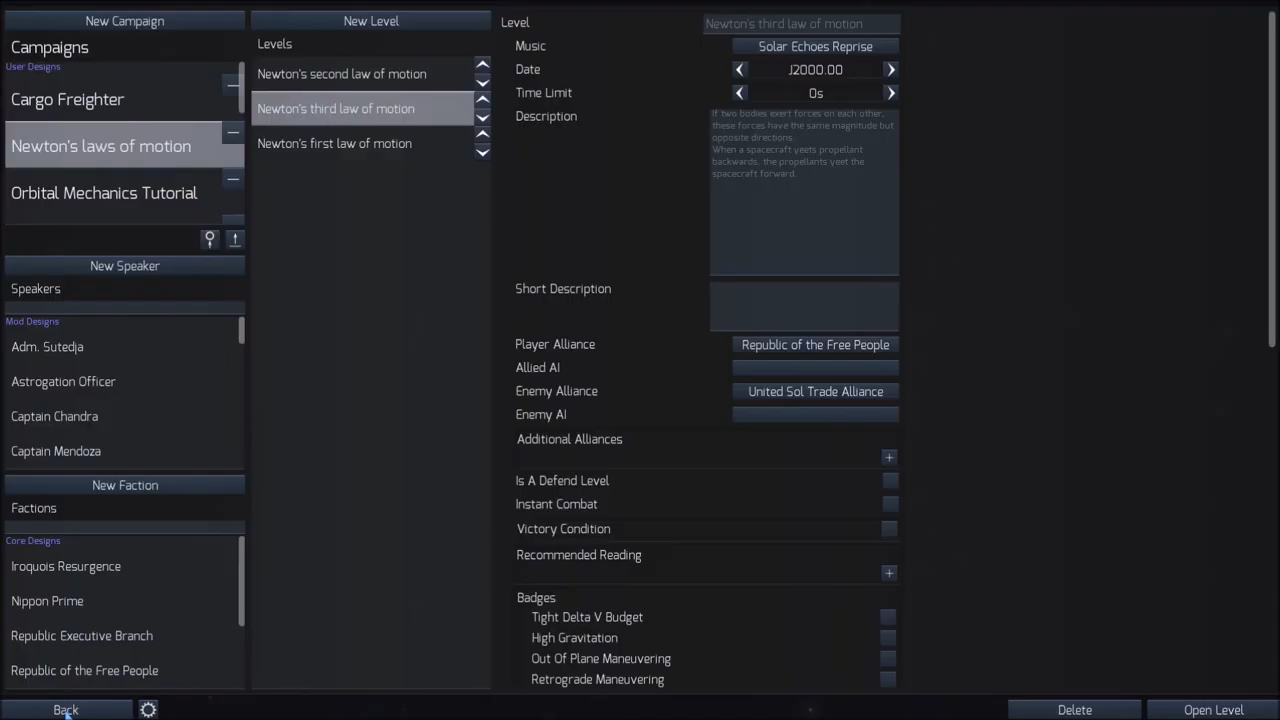 New Campaign
Campaigns
User Designs
Cargo Freighter
Newton's laws of motion
Orbital Mechanics Tutorial
New Speaker
Speakers
Mod Designs
Adm. Sutedja
Astrogation Officer
Captain Chandra
Captain Mendoza
New Faction
Factions
Core Designs
Iroquois Resurgence
Nippon Prime
Republic Executive Branch
Republic of the Free People
Back
New Level
Levels
Newton's second law of motion
Newton's third law of motion
Newton's first law of motion
Level
Newton's third law of motion
Music
Solar Echoes Reprise
Date
J2000.00
Time Limit
0s
Description
If two bodies exert forces on each other,
these forces have the same magnitude but
opposite directions.
When a spacecraft yeets propellant
backwards, the propellants yeet the
spacecraft forward.
Short Description
Player Alliance
Republic of the Free People
Allied AI
Enemy Alliance
United Sol Trade Alliance
Enemy AI
Additional Alliances
Is A Defend Level
Instant Combat
Victory Condition
Recommended Reading
Badges
Tight Delta V Budget
High Gravitation
Out Of Plane Maneuvering
Retrograde Maneuvering
Delete
Open Level